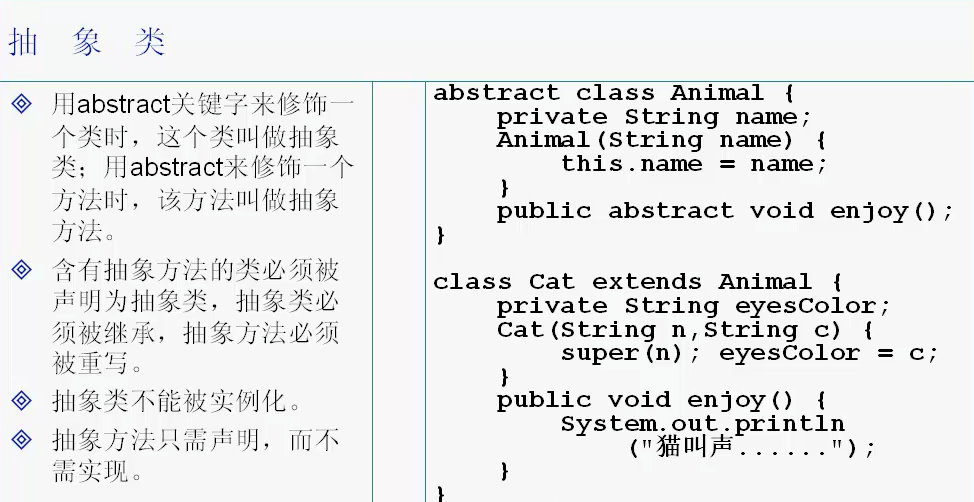 抽 象 类
用abstract关键字来修饰一
个类时，这个类叫做抽象
类；用abstract来修饰一个
方法时，该方法叫做抽象
方法。
含有抽象方法的类必须被
声明为抽象类，抽象类必
须被继承，抽象方法必须
被重写。
抽象类不能被实例化。
抽象方法只需声明，而不
需实现。
abstract class Animal {
    private String name;
    Animal(String name) {
        this.name = name;
    }
    public abstract void enjoy();
}

class Cat extends Animal {
    private String eyesColor;
    Cat(String n,String c) {
        super(n); eyesColor = c;
    }
    public void enjoy() {
        System.out.println
            ("猫叫声......");
    }
}